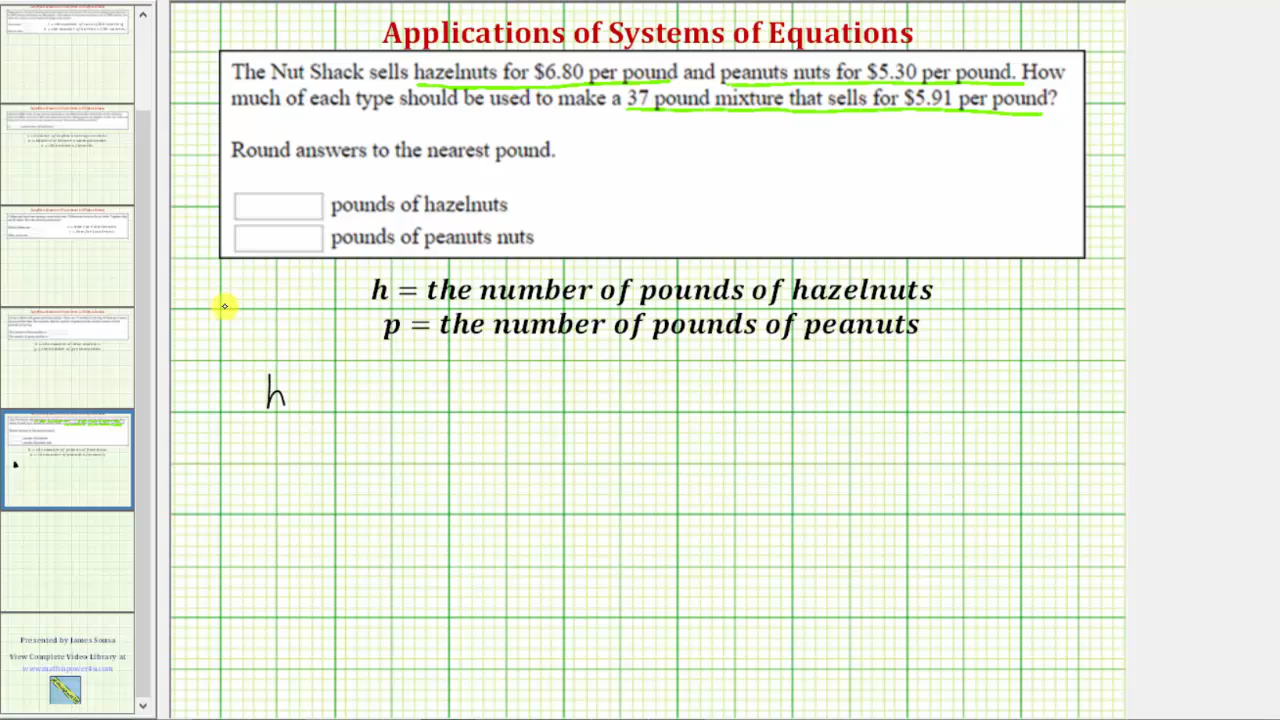 Applications of Systems of Equations
The Nut Shack sells hazelnuts for $6.80 per pound and peanuts nuts for $5.30 per pound. How
much of each type should be used to make a 37 pound mixture that sells for $5.91 per pound?
Round answers to the nearest pound.
pounds of hazelnuts
pounds of peanuts nuts
h = the number of pounds of hazelnuts
p = the number of pounds of peanuts
h
Presented by James Sousa
View Complete Video Library at
www.mathispower4u.com